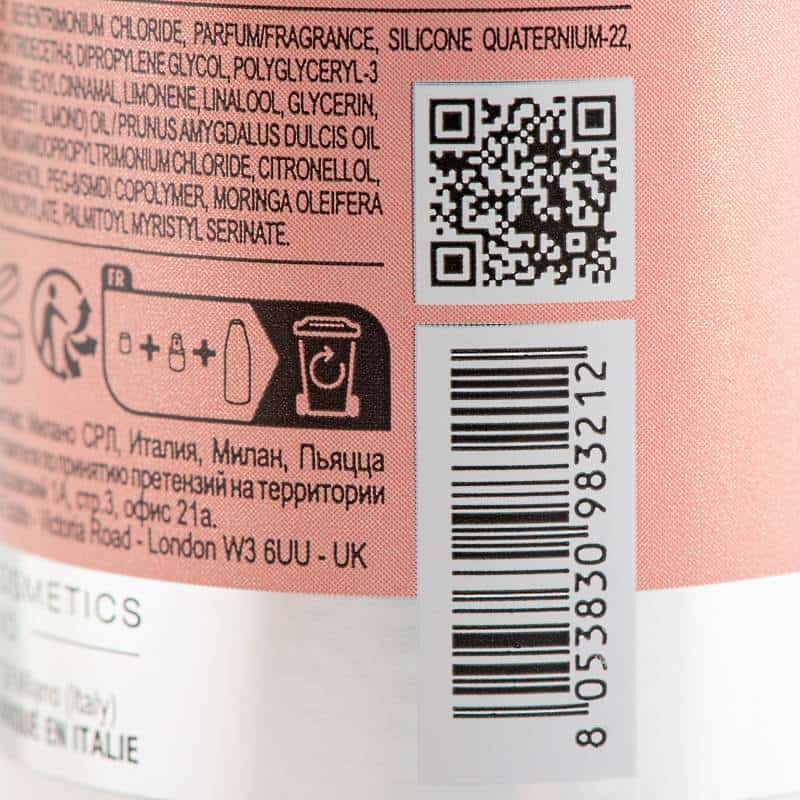 BEHENTRIMONIUM CHLORIDE, PARFUM/FRAGRANCE, SILICONE QUATERNIUM-22,
TRIDECETH-6, DIPROPYLENE GLYCOL, POLYGLYCERYL-3
HEXYL CINNAMAL, LIMONENE, LINALOOL, GLYCERIN,
(SWEET ALMOND) OIL / PRUNUS AMYGDALUS DULCIS OIL
CHLORIDE, CITRONELLOL,
PEG-8/SMDI COPOLYMER, MORINGA OLEIFERA
PALMITOYL MYRISTYL SERINATE.
FR
Милано СРЛ, Италия, Милан, Пьяцца
по принятию претензий на территории
1А, стр.3, офис 21а.
Victoria Road - London W3 6UU - UK
COSMETICS
(Italy)
EN ITALIE
8 053830 983212